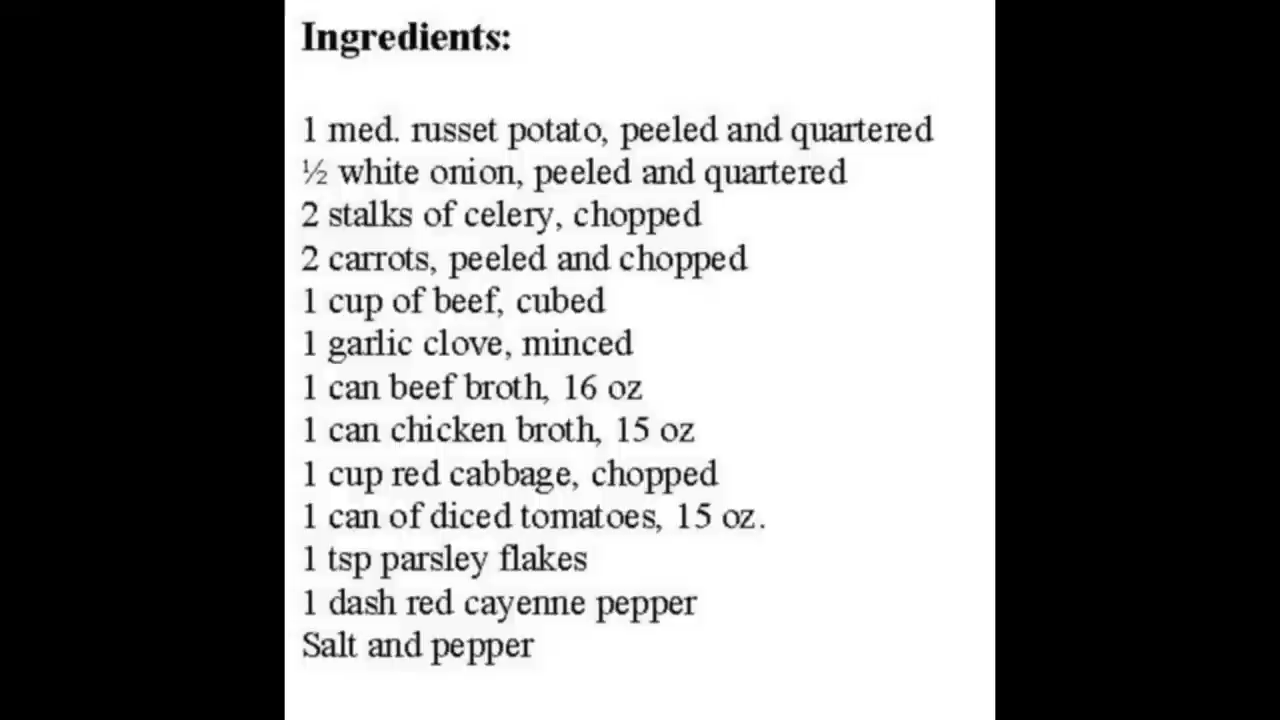 Ingredients:
1 med. russet potato, peeled and quartered
½ white onion, peeled and quartered
2 stalks of celery, chopped
2 carrots, peeled and chopped
1 cup of beef, cubed
1 garlic clove, minced
1 can beef broth, 16 oz
1 can chicken broth, 15 oz
1 cup red cabbage, chopped
1 can of diced tomatoes, 15 oz.
1 tsp parsley flakes
1 dash red cayenne pepper
Salt and pepper